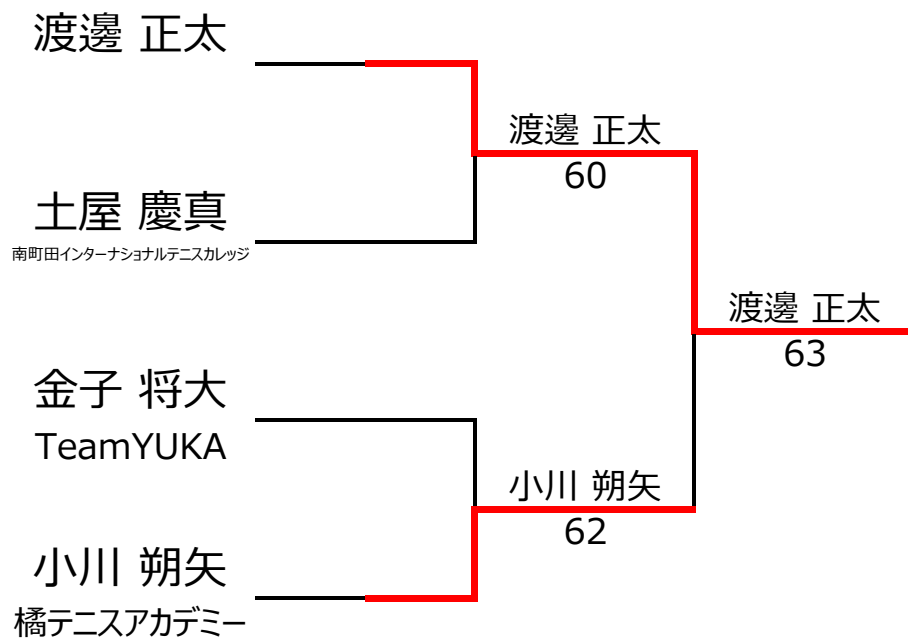 渡邊 正太
土屋 慶真
南町田インターナショナルテニスカレッジ
金子 将大
TeamYUKA
小川 朔矢
橘テニスアカデミー
渡邊 正太
60
小川 朔矢
62
渡邊 正太
63